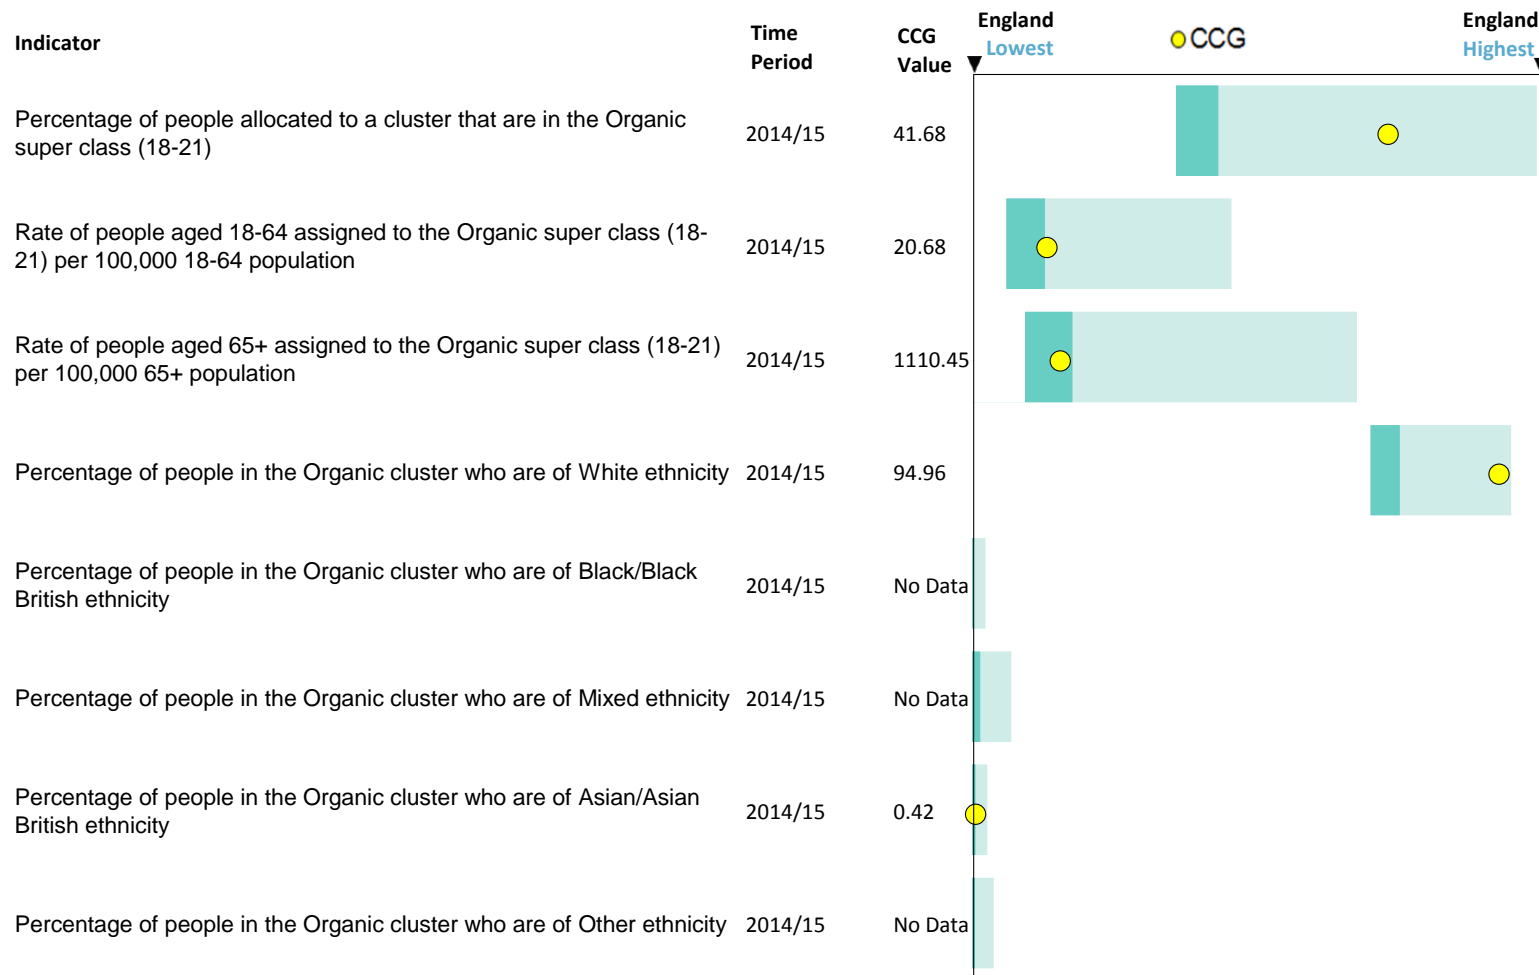 Indicator
Time
Period
CCG
Value
England
Lowest
CCG
England
Highest
Percentage of people allocated to a cluster that are in the Organic
super class (18-21)
2014/15
41.68
Rate of people aged 18-64 assigned to the Organic super class (18-
21) per 100,000 18-64 population
2014/15
20.68
Rate of people aged 65+ assigned to the Organic super class (18-21)
per 100,000 65+ population
2014/15
1110.45
Percentage of people in the Organic cluster who are of White ethnicity
2014/15
94.96
Percentage of people in the Organic cluster who are of Black/Black
British ethnicity
2014/15
No Data
Percentage of people in the Organic cluster who are of Mixed ethnicity
2014/15
No Data
Percentage of people in the Organic cluster who are of Asian/Asian
British ethnicity
2014/15
0.42
Percentage of people in the Organic cluster who are of Other ethnicity
2014/15
No Data